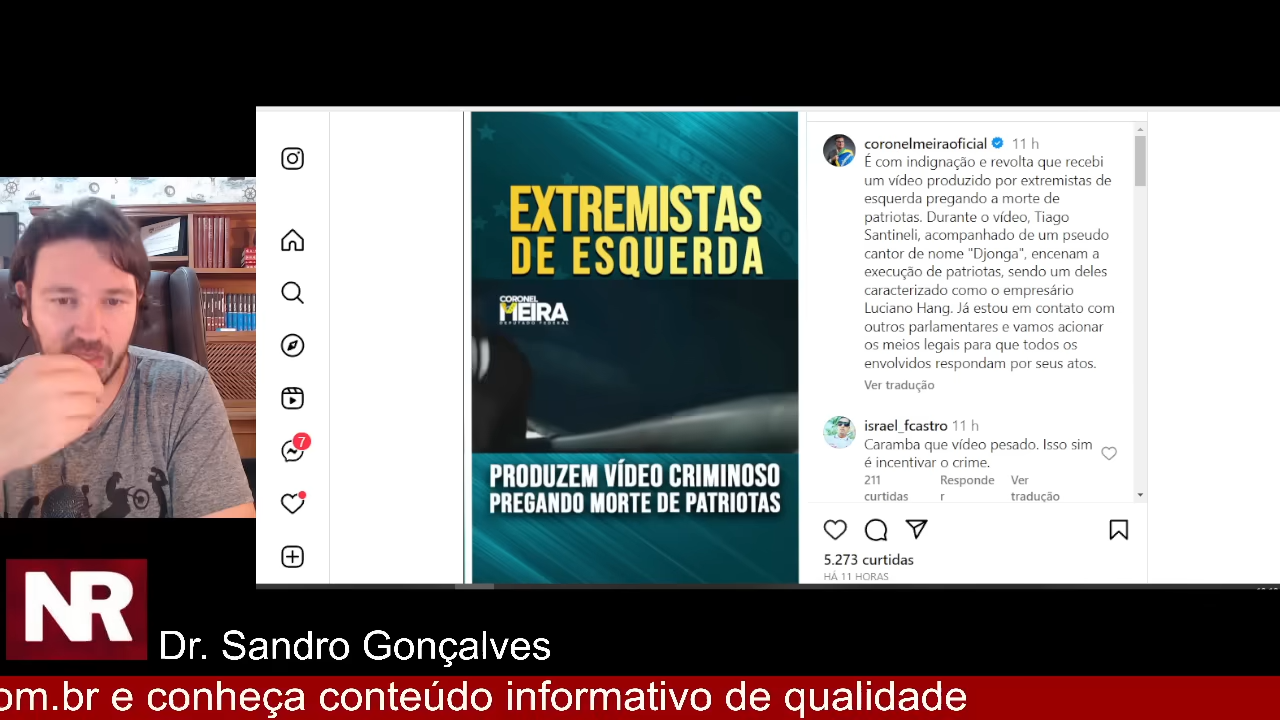 EXTREMISTAS
DE ESQUERDA
CORONEL
MEIRA
DEPUTADO FEDERAL
PRODUZEM VÍDEO CRIMINOSO
PREGANDO MORTE DE PATRIOTAS
7
coronelmeiraoficial 11 h
É com indignação e revolta que recebi
um vídeo produzido por extremistas de
esquerda pregando a morte de
patriotas. Durante o vídeo, Tiago
Santineli, acompanhado de um pseudo
cantor de nome "Djonga", encenam a
execução de patriotas, sendo um deles
caracterizado como o empresário
Luciano Hang. Já estou em contato com
outros parlamentares e vamos acionar
os meios legais para que todos os
envolvidos respondam por seus atos.
Ver tradução
israel_fcastro 11 h
Caramba que vídeo pesado. Isso sim
é incentivar o crime.
211 Responde Ver
curtidas r tradução
5.273 curtidas
HÁ 11 HORAS
NR
Dr. Sandro Gonçalves
om.br e conheça conteúdo informativo de qualidade